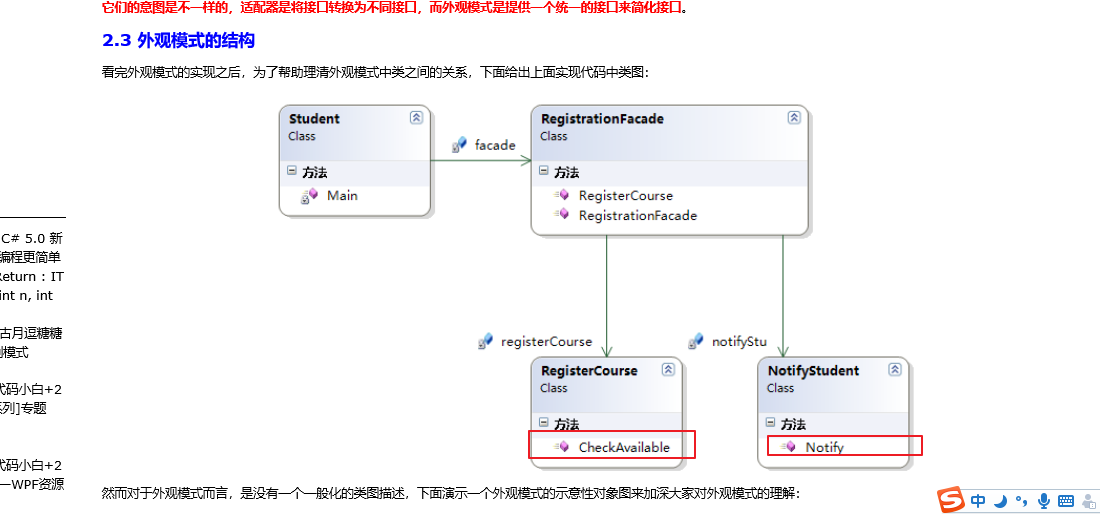 它们的意图是不一样的，适配器是将接口转换为不同接口，而外观模式是提供一个统一的接口来简化接口。
2.3 外观模式的结构
看完外观模式的实现之后，为了帮助理清外观模式中类之间的关系，下面给出上面实现代码中类图：
Student
Class
方法
Main
facade
RegistrationFacade
Class
方法
RegisterCourse
RegistrationFacade
C# 5.0 新
编程更简单
Return : IT
int n, int
古月逗糖糖
模式
代码小白+2
系列]专题
代码小白+2
—WPF资源
registerCourse
notifyStu
RegisterCourse
Class
方法
CheckAvailable
NotifyStudent
Class
方法
Notify
然而对于外观模式而言，是没有一个一般化的类图描述，下面演示一个外观模式的示意性对象图来加深大家对外观模式的理解：
S 中